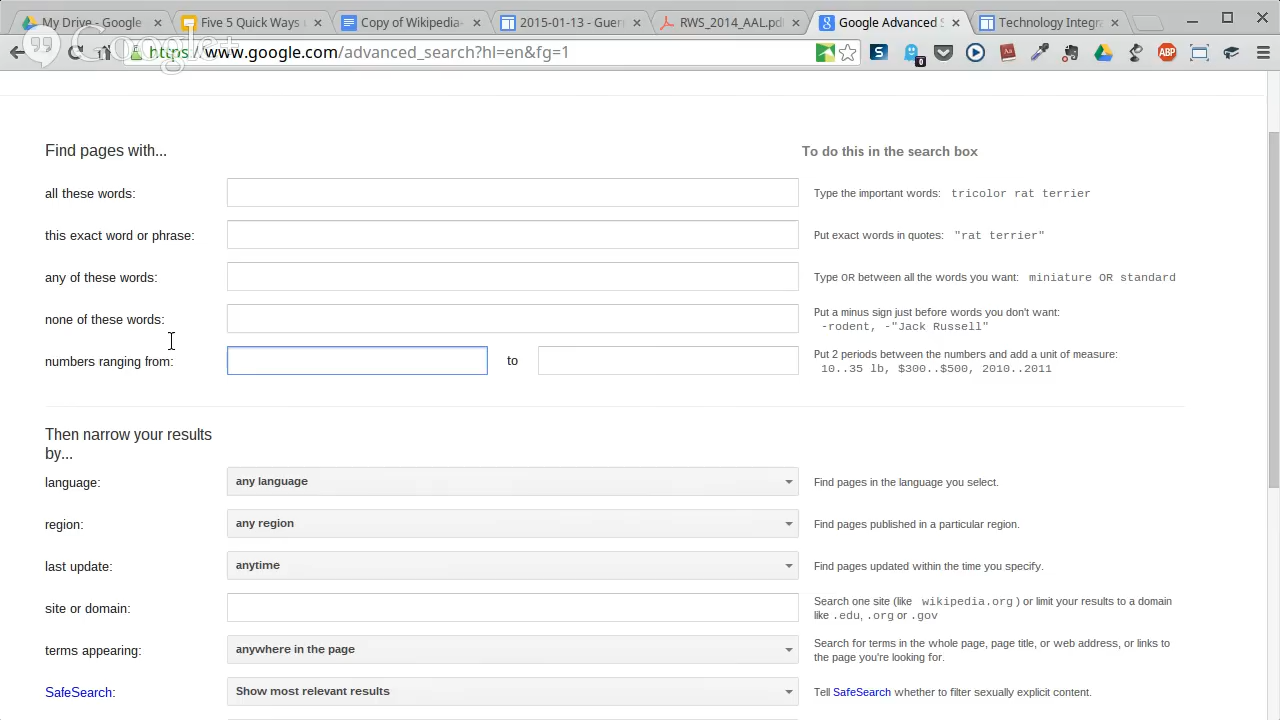 My Drive - Google
Five 5 Quick Ways
Copy of Wikipedia-
2015-01-13 - Guen
RWS_2014_AAL.pd
Google Advanced S
Technology Integra
Google+
https://www.google.com/advanced_search?hl=en&fg=1
S
0
Aa
ABP
Find pages with...
To do this in the search box
all these words:
Type the important words: tricolor rat terrier
this exact word or phrase:
Put exact words in quotes: "rat terrier"
any of these words:
Type OR between all the words you want: miniature OR standard
none of these words:
Put a minus sign just before words you don't want:
-rodent, -"Jack Russell"
numbers ranging from:
to
Put 2 periods between the numbers and add a unit of measure:
10..35 lb, $300..$500, 2010..2011
Then narrow your results
by...
language:
any language
Find pages in the language you select.
region:
any region
Find pages published in a particular region.
last update:
anytime
Find pages updated within the time you specify.
site or domain:
Search one site (like wikipedia.org ) or limit your results to a domain
like .edu, .org or .gov
terms appearing:
anywhere in the page
Search for terms in the whole page, page title, or web address, or links to
the page you're looking for.
SafeSearch:
Show most relevant results
Tell SafeSearch whether to filter sexually explicit content.